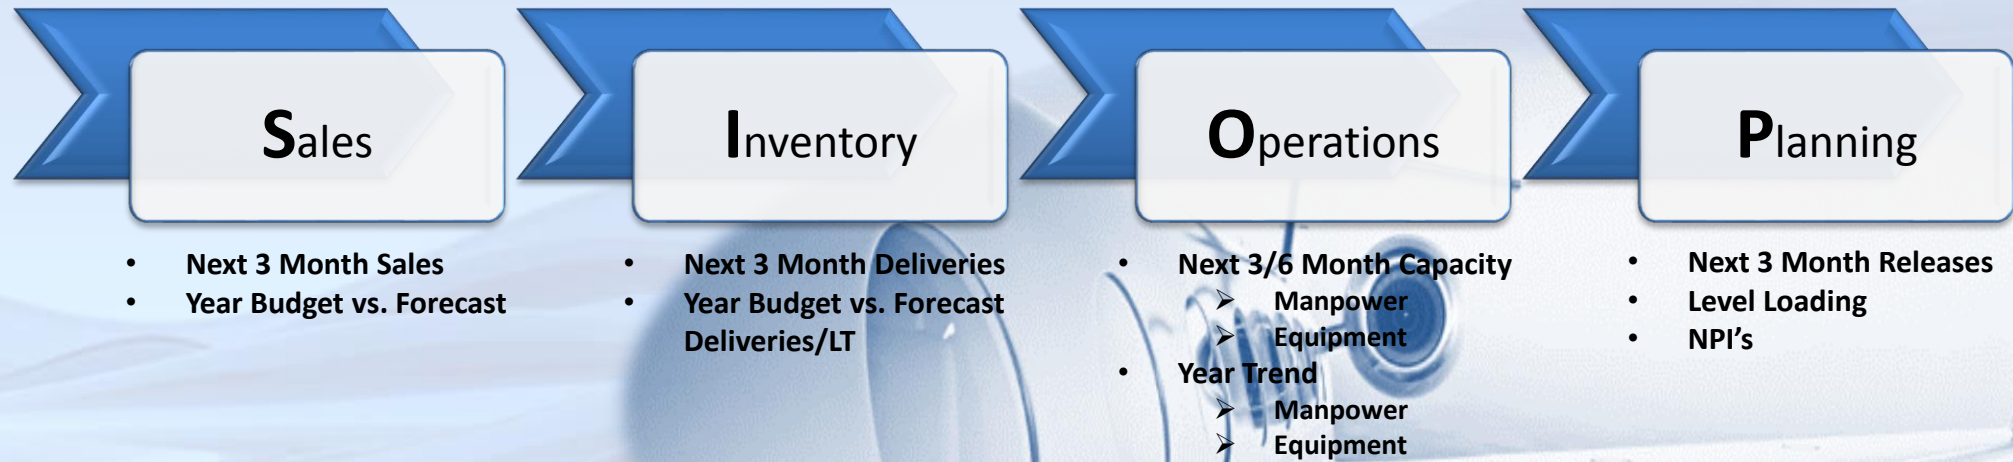 Sales
• Next 3 Month Sales
• Year Budget vs. Forecast
Inventory
• Next 3 Month Deliveries
• Year Budget vs. Forecast
Deliveries/LT
Operations
• Next 3/6 Month Capacity
➢ Manpower
➢ Equipment
• Year Trend
➢ Manpower
➢ Equipment
Planning
• Next 3 Month Releases
• Level Loading
• NPI’s